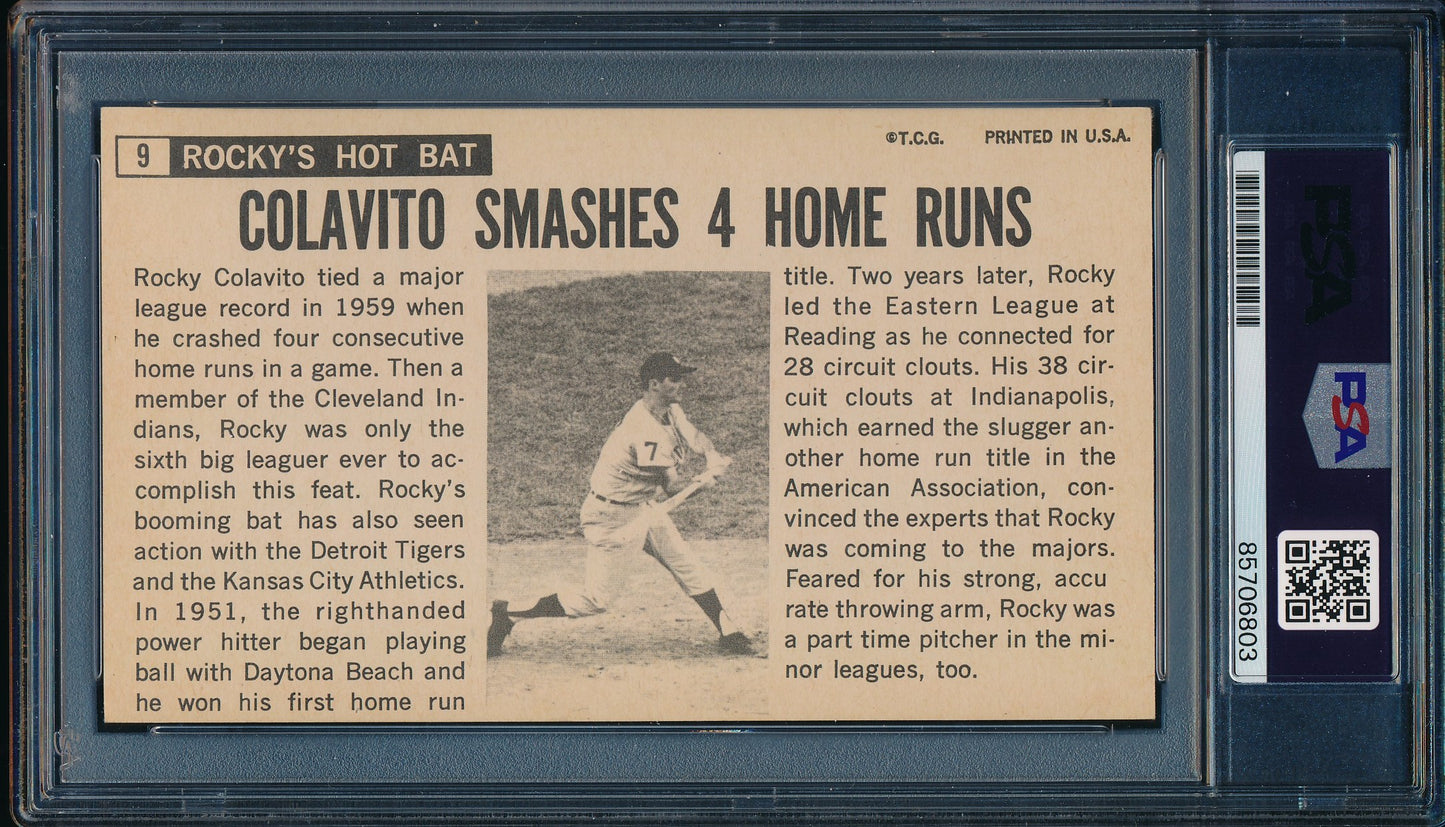 9 ROCKY'S HOT BAT
©T.C.G. PRINTED IN U.S.A.
COLAVITO SMASHES 4 HOME RUNS
Rocky Colavito tied a major
league record in 1959 when
he crashed four consecutive
home runs in a game. Then a
member of the Cleveland In-
dians, Rocky was only the
sixth big leaguer ever to ac-
complish this feat. Rocky's
booming bat has also seen
action with the Detroit Tigers
and the Kansas City Athletics.
In 1951, the righthanded
power hitter began playing
ball with Daytona Beach and
he won his first home run
7
title. Two years later, Rocky
led the Eastern League at
Reading as he connected for
28 circuit clouts. His 38 cir-
cuit clouts at Indianapolis,
which earned the slugger an-
other home run title in the
American Association, con-
vinced the experts that Rocky
was coming to the majors.
Feared for his strong, accu
rate throwing arm, Rocky was
a part time pitcher in the mi-
nor leagues, too.
PSA
PSA
85706803